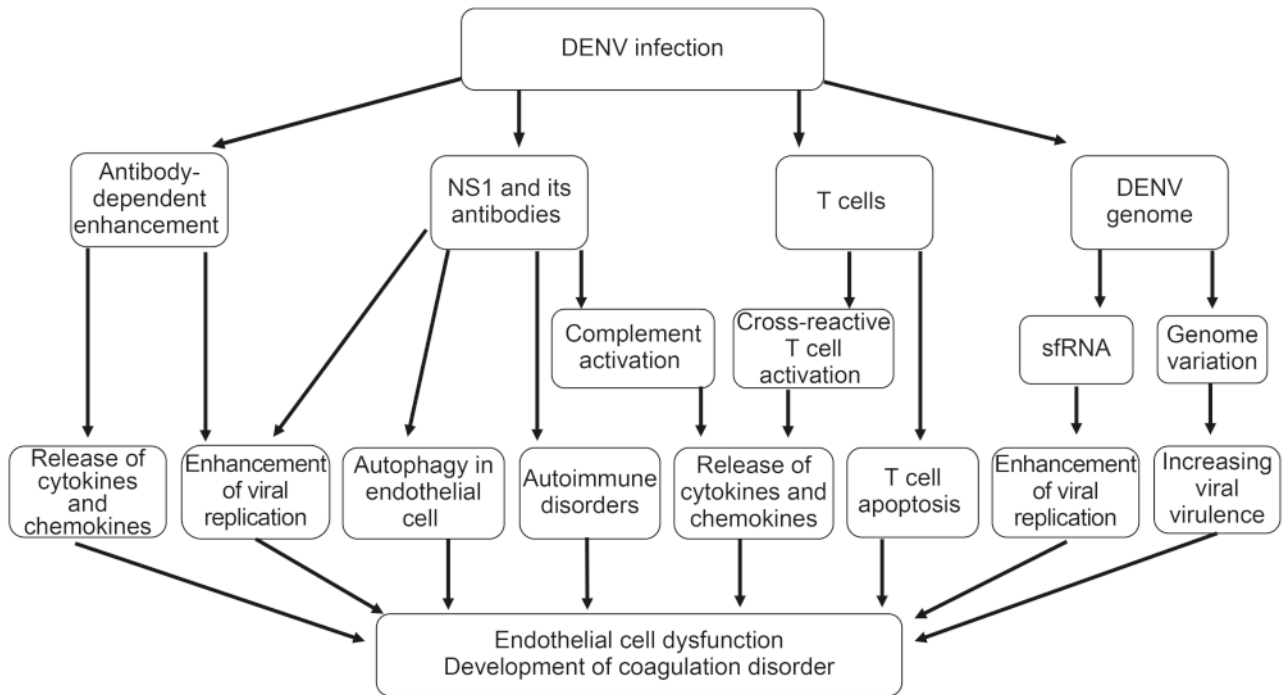 DENV infection
Antibody-
dependent
enhancement
NS1 and its
antibodies
T cells
DENV
genome
Complement
activation
Cross-reactive
T cell
activation
sfRNA
Genome
variation
Release of
cytokines
and
chemokines
Enhancement
of viral
replication
Autophagy in
endothelial
cell
Autoimmune
disorders
Release of
cytokines and
chemokines
T cell
apoptosis
Enhancement
of viral
replication
Increasing
viral
virulence
Endothelial cell dysfunction
Development of coagulation disorder